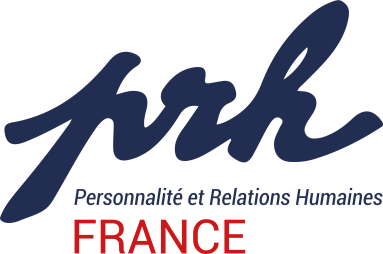 prh
Personnalité et Relations Humaines
FRANCE